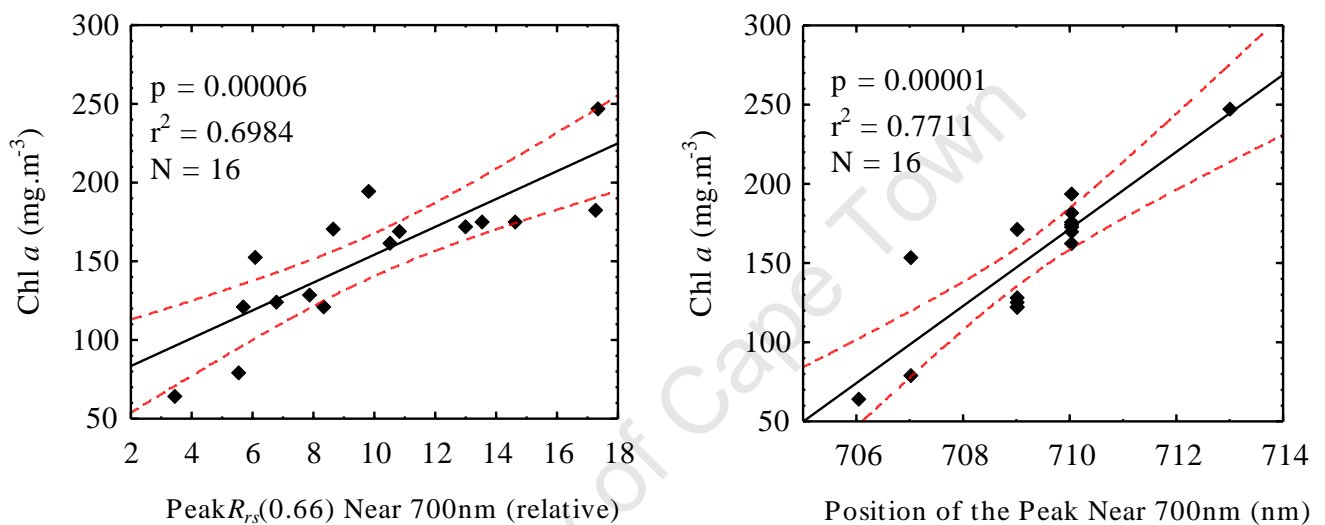 300
250
200
150
100
50
Chl a (mg.m-3)
p = 0.00006
r2 = 0.6984
N = 16
2 4 6 8 10 12 14 16 18
PeakRrs(0.66) Near 700nm (relative)
300
250
200
150
100
50
Chl a (mg.m-3)
p = 0.00001
r2 = 0.7711
N = 16
706 708 710 712 714
Position of the Peak Near 700nm (nm)
of Cape Town